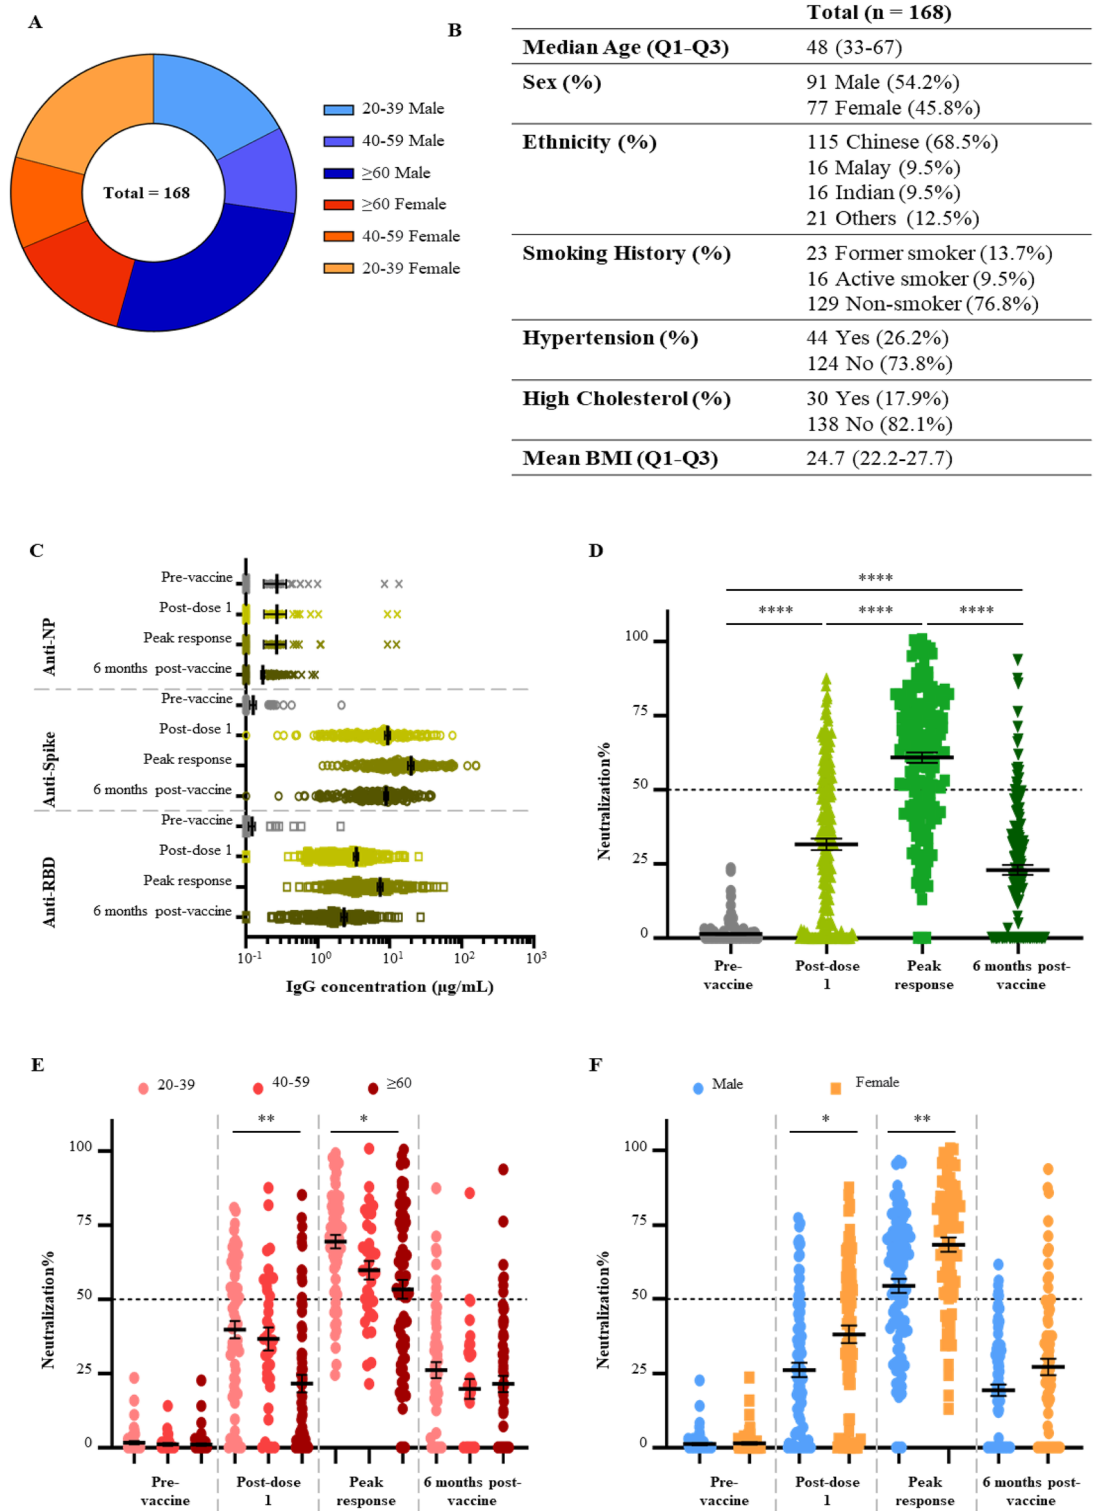 A
20-39 Male
40-59 Male
≥60 Male
≥60 Female
40-59 Female
20-39 Female
Total = 168
B
Total (n = 168)
Median Age (Q1-Q3) 48 (33-67)
Sex (%) 91 Male (54.2%)
77 Female (45.8%)
Ethnicity (%) 115 Chinese (68.5%)
16 Malay (9.5%)
16 Indian (9.5%)
21 Others (12.5%)
Smoking History (%) 23 Former smoker (13.7%)
16 Active smoker (9.5%)
129 Non-smoker (76.8%)
Hypertension (%) 44 Yes (26.2%)
124 No (73.8%)
High Cholesterol (%) 30 Yes (17.9%)
138 No (82.1%)
Mean BMI (Q1-Q3) 24.7 (22.2-27.7)
C
Anti-NP
Pre-vaccine
Post-dose 1
Peak response
6 months post-vaccine
Anti-Spike
Pre-vaccine
Post-dose 1
Peak response
6 months post-vaccine
Anti-RBD
Pre-vaccine
Post-dose 1
Peak response
6 months post-vaccine
10-1 100 101 102 103
IgG concentration (µg/mL)
D
****
**** **** ****
100
75
50
25
0
Neutralization%
Pre-
vaccine
Post-dose
1
Peak
response
6 months post-
vaccine
E
20-39 40-59 ≥60
** *
100
75
50
25
0
Neutralization%
Pre-
vaccine
Post-dose
1
Peak
response
6 months post-
vaccine
F
Male Female
* **
100
75
50
25
0
Neutralization%
Pre-
vaccine
Post-dose
1
Peak
response
6 months post-
vaccine